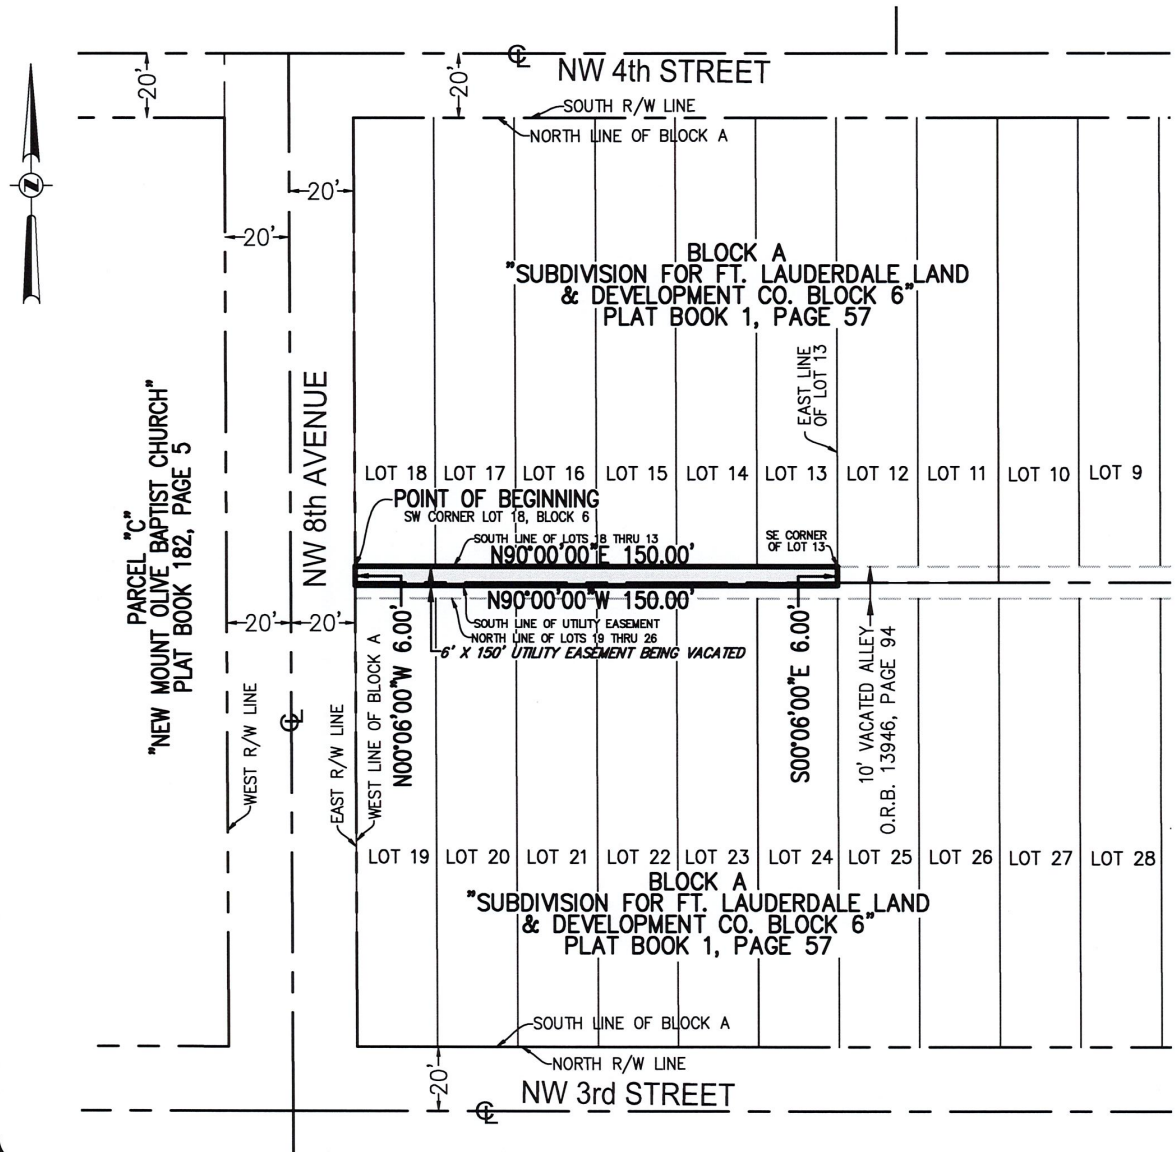 ℄
NW 4th STREET
20'
20'
SOUTH R/W LINE
NORTH LINE OF BLOCK A
N
20'
20'
BLOCK A
"SUBDIVISION FOR FT. LAUDERDALE LAND
& DEVELOPMENT CO. BLOCK 6"
PLAT BOOK 1, PAGE 57
EAST LINE
OF LOT 13
PARCEL "C"
"NEW MOUNT OLIVE BAPTIST CHURCH"
PLAT BOOK 182, PAGE 5
NW 8th AVENUE
LOT 18
LOT 17
LOT 16
LOT 15
LOT 14
LOT 13
LOT 12
LOT 11
LOT 10
LOT 9
POINT OF BEGINNING
SW CORNER LOT 18, BLOCK 6
SOUTH LINE OF LOTS 18 THRU 13
N90°00'00"E 150.00'
SE CORNER
OF LOT 13
N90°00'00"W 150.00'
SOUTH LINE OF UTILITY EASEMENT
NORTH LINE OF LOTS 19 THRU 26
6' X 150' UTILITY EASEMENT BEING VACATED
20'
20'
N00°06'00"W 6.00'
S00°06'00"E 6.00'
10' VACATED ALLEY
O.R.B. 13946, PAGE 94
WEST R/W LINE
℄
EAST R/W LINE
WEST LINE OF BLOCK A
LOT 19
LOT 20
LOT 21
LOT 22
LOT 23
LOT 24
LOT 25
LOT 26
LOT 27
LOT 28
BLOCK A
"SUBDIVISION FOR FT. LAUDERDALE LAND
& DEVELOPMENT CO. BLOCK 6"
PLAT BOOK 1, PAGE 57
SOUTH LINE OF BLOCK A
NORTH R/W LINE
20'
NW 3rd STREET
℄